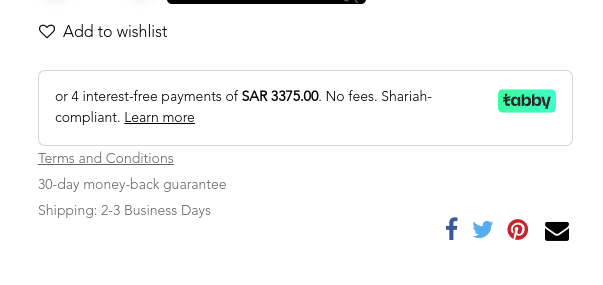 Add to wishlist
or 4 interest-free payments of SAR 3375.00. No fees. Shariah-
compliant. Learn more
tabby
Terms and Conditions
30-day money-back guarantee
Shipping: 2-3 Business Days